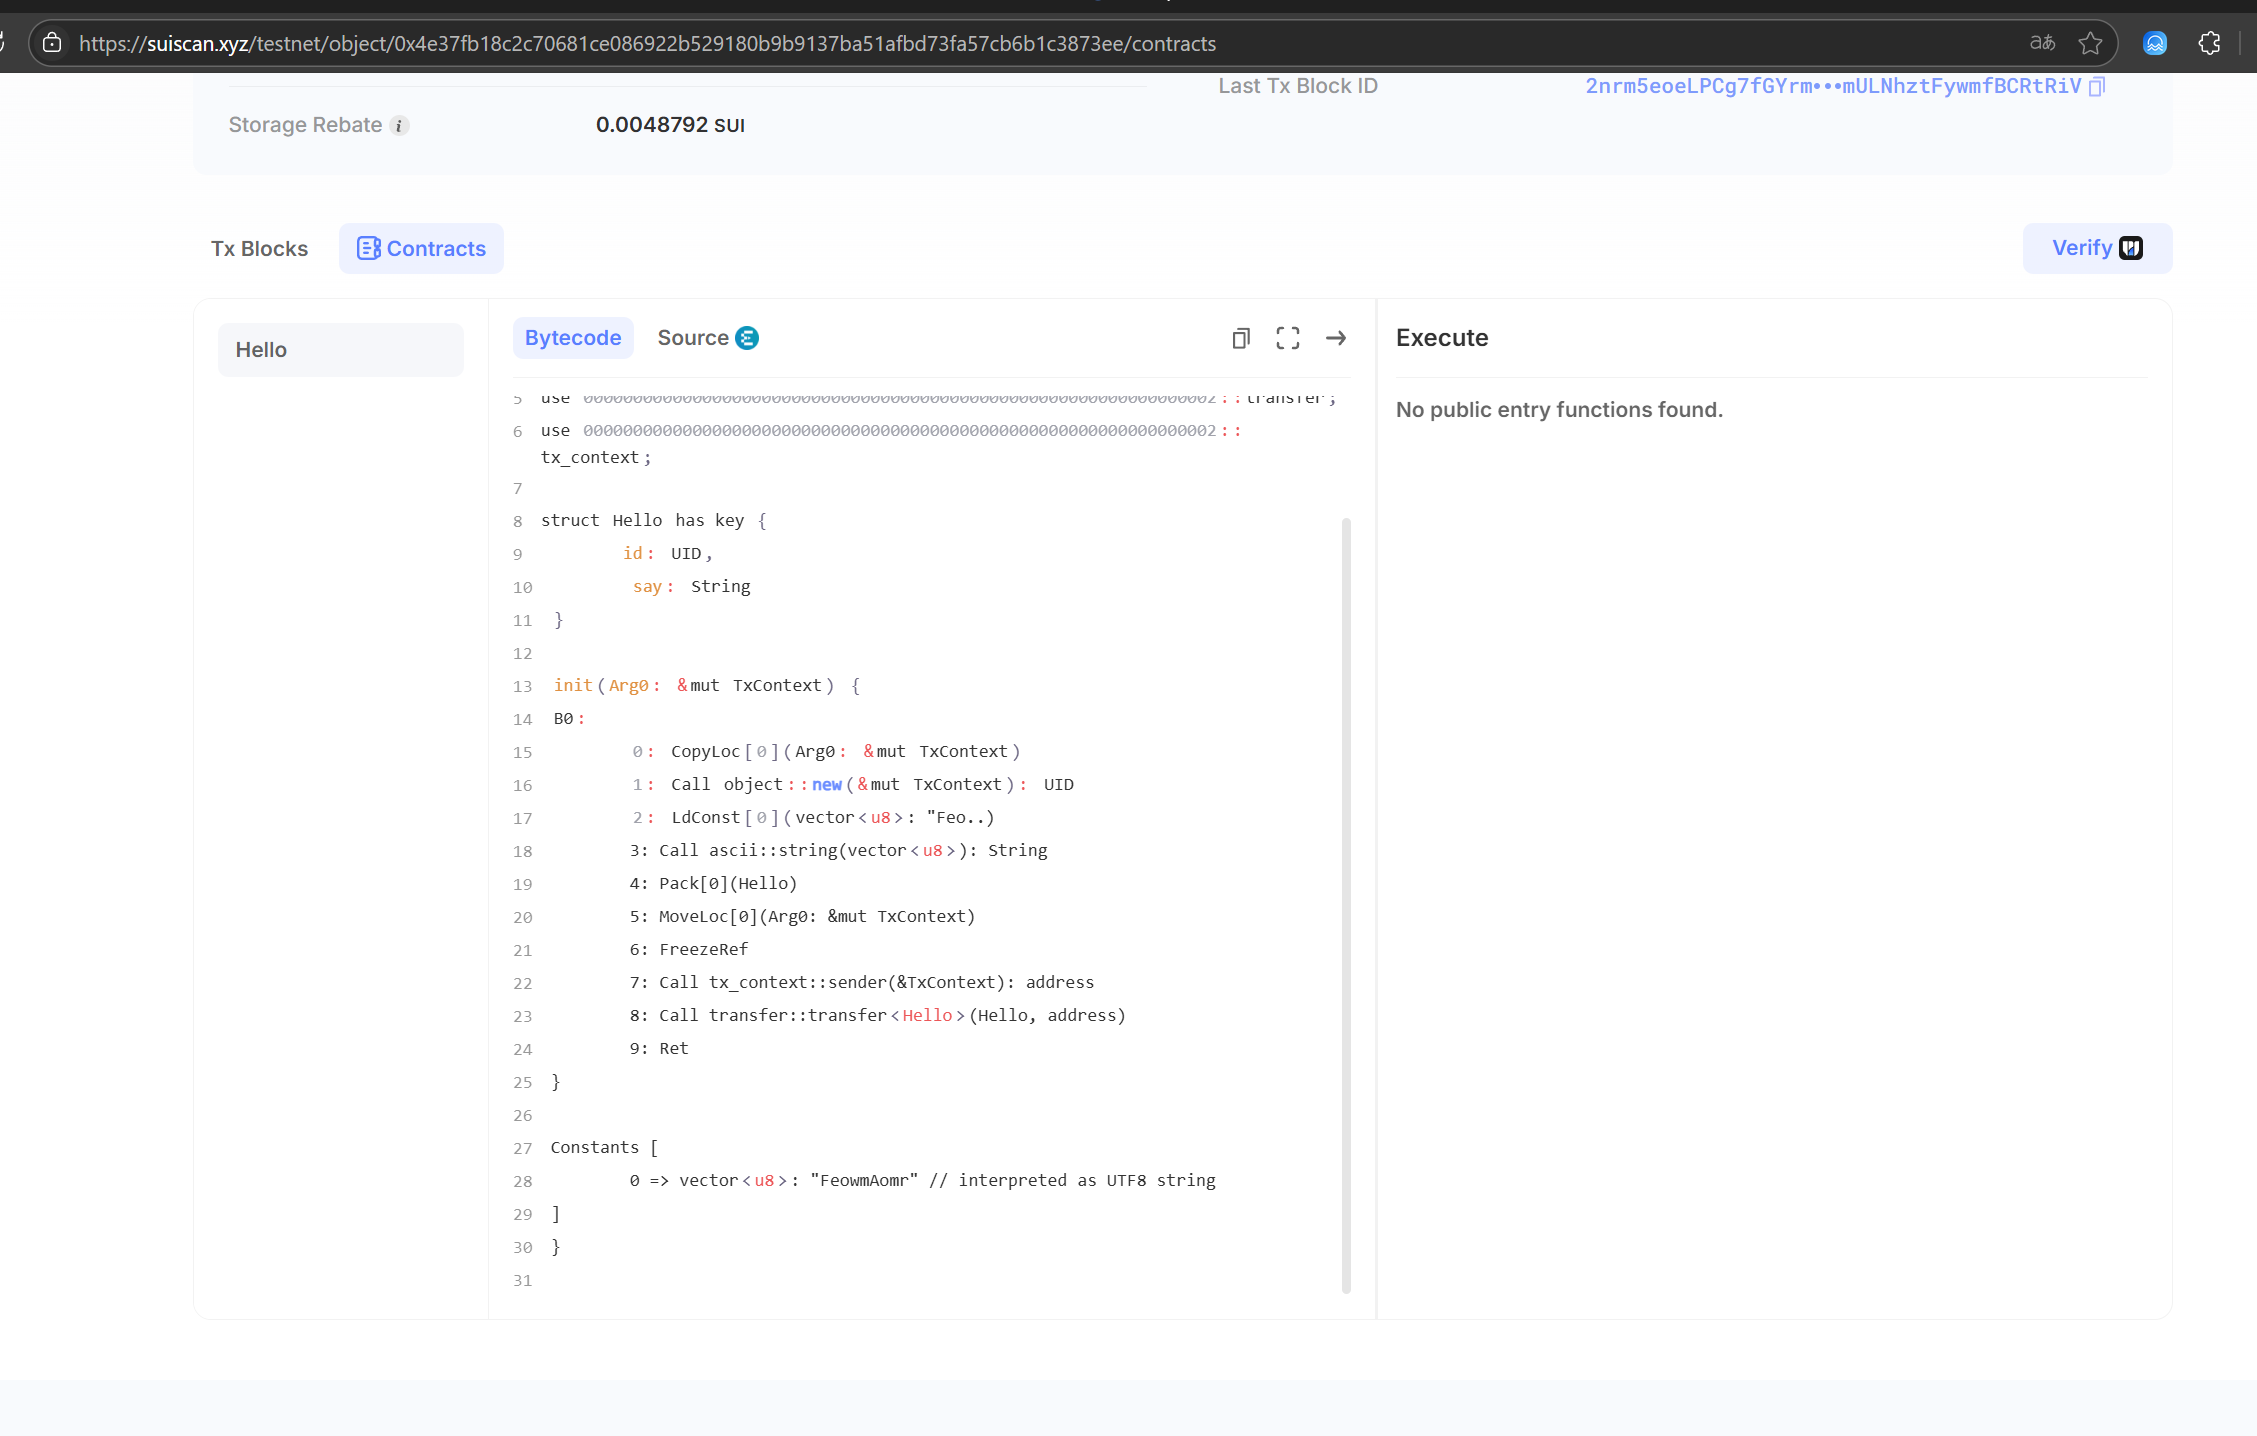 https://suiscan.xyz/testnet/object/0x4e37fb18c2c70681ce086922b529180b9b9137ba51afbd73fa57cb6b1c3873ee/contracts
Last Tx Block ID
2nrm5eoeLPCg7fGYrm•••mULNhztFywmfBCRtRiV
Storage Rebate
0.0048792 SUI
Tx Blocks
Contracts
Verify
Hello
Bytecode
Source
Execute
No public entry functions found.
5 use 0000000000000000000000000000000000000000000000000000000000000002::transfer;
6 use 0000000000000000000000000000000000000000000000000000000000000002::
tx_context;
7
8 struct Hello has key {
9 id: UID,
10 say: String
11 }
12
13 init(Arg0: &mut TxContext) {
14 B0:
15 0: CopyLoc[0](Arg0: &mut TxContext)
16 1: Call object::new(&mut TxContext): UID
17 2: LdConst[0](vector<u8>: "Feo..)
18 3: Call ascii::string(vector<u8>): String
19 4: Pack[0](Hello)
20 5: MoveLoc[0](Arg0: &mut TxContext)
21 6: FreezeRef
22 7: Call tx_context::sender(&TxContext): address
23 8: Call transfer::transfer<Hello>(Hello, address)
24 9: Ret
25 }
26
27 Constants [
28 0 => vector<u8>: "FeowmAomr" // interpreted as UTF8 string
29 ]
30 }
31